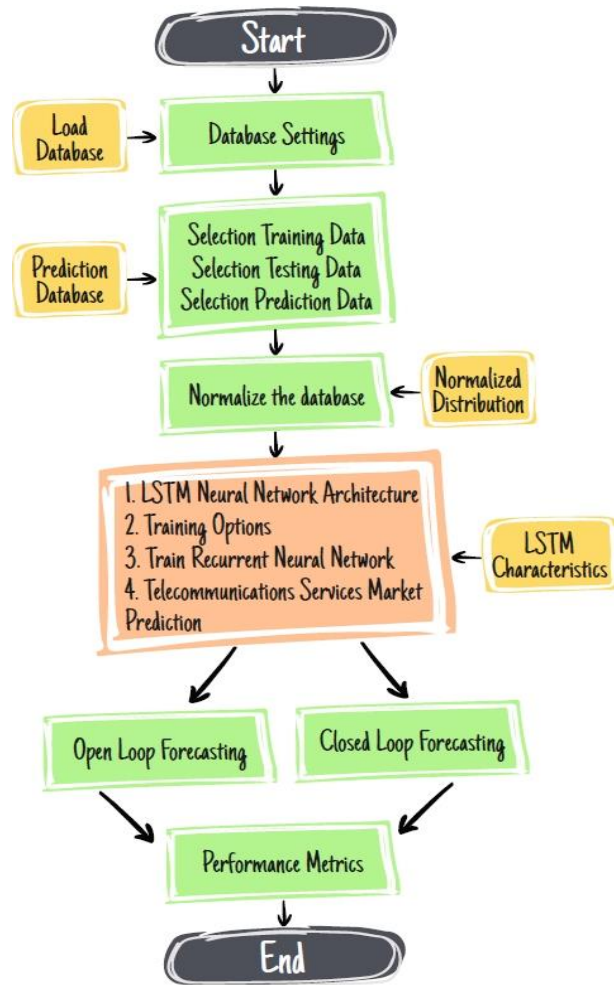 Start
Load
Database
Database Settings
Selection Training Data
Selection Testing Data
Selection Prediction Data
Prediction
Database
Normalize the database
Normalized
Distribution
1. LSTM Neural Network Architecture
2. Training Options
3. Train Recurrent Neural Network
4. Telecommunications Services Market
Prediction
LSTM
Characteristics
Open Loop Forecasting
Closed Loop Forecasting
Performance Metrics
End